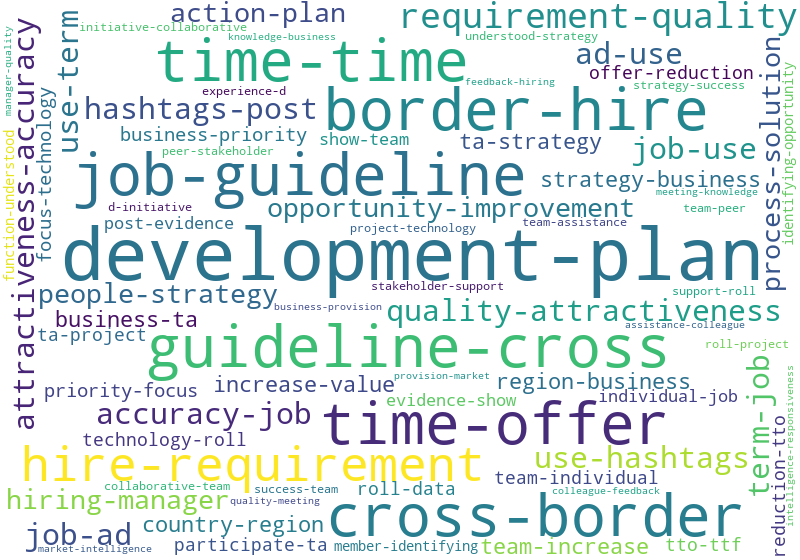 action-plan
requirement-quality
initiative-collaborative
knowledge-business
understood-strategy
time-time
ad-use
offer-reduction
feedback-hiring
strategy-success
experience-d
manager-quality
attractiveness-accuracy
use-term
hashtags-post
border-hire
process-solution
identifying-opportunity
business-priority
show-team
ta-strategy
job-use
peer-stakeholder
function-understood
focus-technology
job-guideline
strategy-business
meeting-knowledge
d-initiative
opportunity-improvement
team-peer
post-evidence
project-technology
team-assistance
development-plan
people-strategy
stakeholder-support
support-roll
business-provision
quality-attractiveness
business-ta
assistance-colleague
ta-project
guideline-cross
roll-project
provision-market
priority-focus
increase-value
region-business
evidence-show
individual-job
accuracy-job
time-offer
term-job
intelligence-responsiveness
reduction-tto
technology-roll
hire-requirement
use-hashtags
team-individual
collaborative-team
success-team
roll-data
colleague-feedback
hiring-manager
quality-meeting
cross-border
job-ad
country-region
market-intelligence
participate-ta
member-identifying
team-increase
tto-ttf